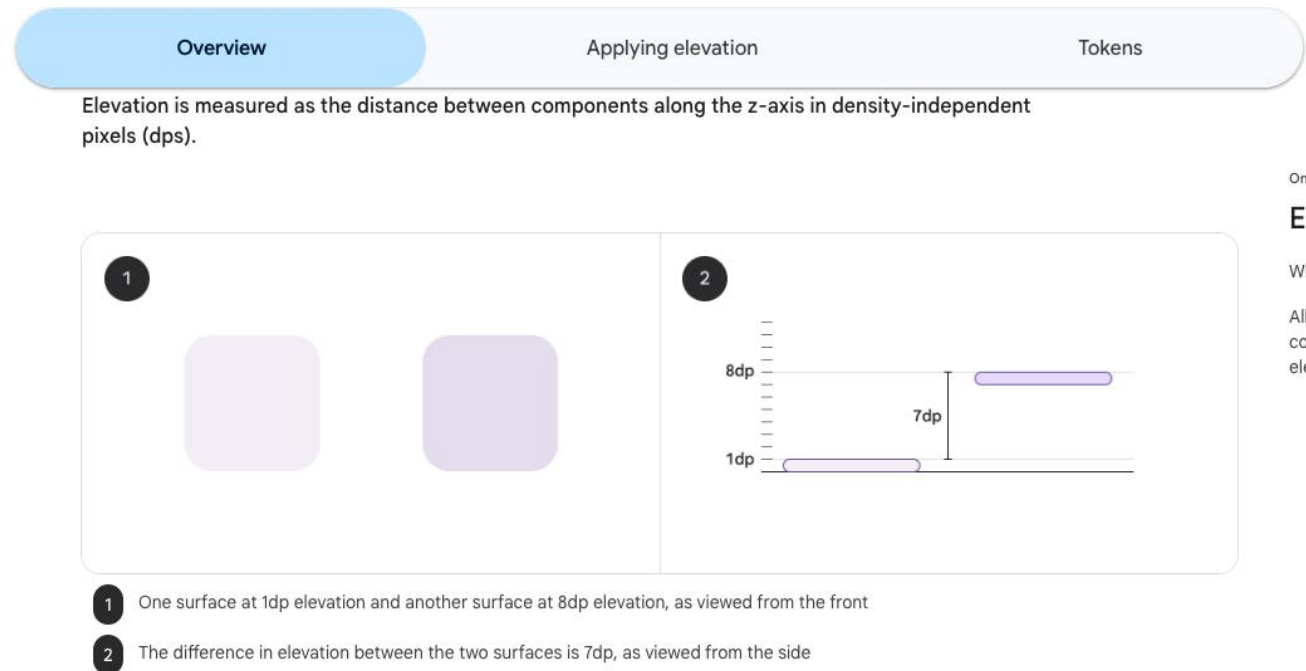 Overview
Applying elevation
Tokens
Elevation is measured as the distance between components along the z-axis in density-independent
pixels (dps).
1
2
8dp
7dp
1dp
1 One surface at 1dp elevation and another surface at 8dp elevation, as viewed from the front
2 The difference in elevation between the two surfaces is 7dp, as viewed from the side